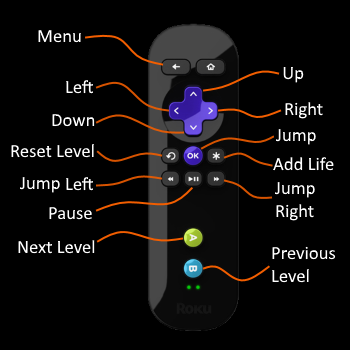 Menu
Up
Left
Right
Down
Jump
Reset Level
OK
Add Life
Jump Left
Jump
Right
Pause
Next Level
A
B
Previous
Level
ROKU